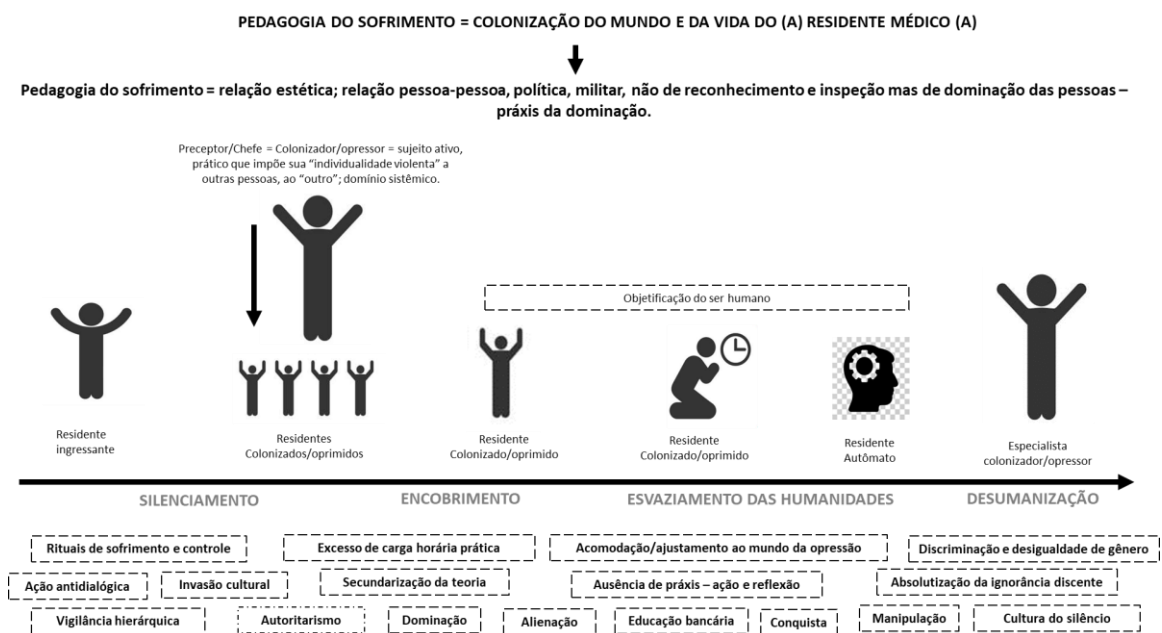 PEDAGOGIA DO SOFRIMENTO = COLONIZAÇÃO DO MUNDO E DA VIDA DO (A) RESIDENTE MÉDICO (A)
Pedagogia do sofrimento = relação estética; relação pessoa-pessoa, política, militar, não de reconhecimento e inspeção mas de dominação das pessoas –
práxis da dominação.
Preceptor/Chefe = Colonizador/opressor = sujeito ativo,
prático que impõe sua “individualidade violenta” a
outras pessoas, ao “outro”; domínio sistêmico.
Objetificação do ser humano
Residente
ingressante
Residentes
Colonizados/oprimidos
Residente
Colonizado/oprimido
Residente
Colonizado/oprimido
Residente
Autômato
Especialista
colonizador/opressor
SILENCIAMENTO
ENCOBRIMENTO
ESVAZIAMENTO DAS HUMANIDADES
DESUMANIZAÇÃO
Rituais de sofrimento e controle
Excesso de carga horária prática
Acomodação/ajustamento ao mundo da opressão
Discriminação e desigualdade de gênero
Ação antidialógica
Invasão cultural
Secundarização da teoria
Ausência de práxis – ação e reflexão
Absolutização da ignorância discente
Vigilância hierárquica
Autoritarismo
Dominação
Alienação
Educação bancária
Conquista
Manipulação
Cultura do silêncio